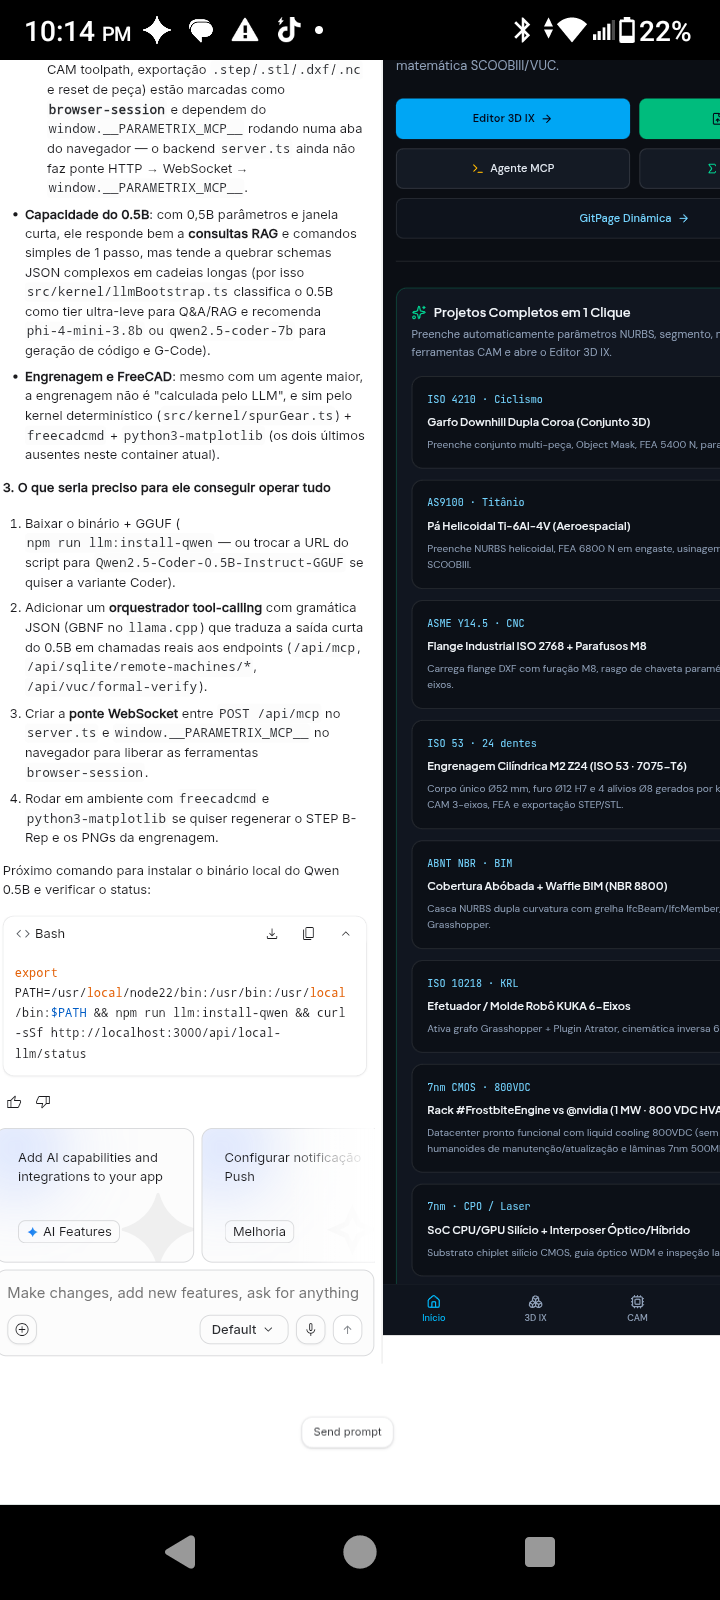 10:14 PM
22%
CAM toolpath, exportação .step/.stl/.dxf/.nc
e reset de peça) estão marcadas como
browser-session e dependem do
window.__PARAMETRIX_MCP__ rodando numa aba
do navegador — o backend server.ts ainda não
faz ponte HTTP → WebSocket →
window.__PARAMETRIX_MCP__.
• Capacidade do 0.5B: com 0,5B parâmetros e janela
curta, ele responde bem a consultas RAG e comandos
simples de 1 passo, mas tende a quebrar schemas
JSON complexos em cadeias longas (por isso
src/kernel/llmBootstrap.ts classifica o 0.5B
como tier ultra-leve para Q&A/RAG e recomenda
phi-4-mini-3.8b ou qwen2.5-coder-7b para
geração de código e G-Code).
• Engrenagem e FreeCAD: mesmo com um agente maior,
a engrenagem não é "calculada pelo LLM", e sim pelo
kernel determinístico (src/kernel/spurGear.ts) +
freecadcmd + python3-matplotlib (os dois últimos
ausentes neste container atual).
3. O que seria preciso para ele conseguir operar tudo
1. Baixar o binário + GGUF (
npm run llm:install-qwen — ou trocar a URL do
script para Qwen2.5-Coder-0.5B-Instruct-GGUF se
quiser a variante Coder).
2. Adicionar um orquestrador tool-calling com gramática
JSON (GBNF no llama.cpp) que traduza a saída curta
do 0.5B em chamadas reais aos endpoints (/api/mcp,
/api/sqlite/remote-machines/*,
/api/vuc/formal-verify).
3. Criar a ponte WebSocket entre POST /api/mcp no
server.ts e window.__PARAMETRIX_MCP__ no
navegador para liberar as ferramentas
browser-session.
4. Rodar em ambiente com freecadcmd e
python3-matplotlib se quiser regenerar o STEP B-
Rep e os PNGs da engrenagem.
Próximo comando para instalar o binário local do Qwen
0.5B e verificar o status:
<> Bash
export
PATH=/usr/local/node22/bin:/usr/bin:/usr/local
/bin:$PATH && npm run llm:install-qwen && curl
-sSf http://localhost:3000/api/local-
llm/status
Add AI capabilities and
integrations to your app
AI Features
Configurar notificação
Push
Melhoria
Make changes, add new features, ask for anything
Default
Send prompt
matemática SCOOBIII/VUC.
Editor 3D IX →
>_ Agente MCP
Σ
GitPage Dinâmica →
Projetos Completos em 1 Clique
Preenche automaticamente parâmetros NURBS, segmento,
ferramentas CAM e abre o Editor 3D IX.
ISO 4210 · Ciclismo
Garfo Downhill Dupla Coroa (Conjunto 3D)
Preenche conjunto multi-peça, Object Mask, FEA 5400 N,
AS9100 · Titânio
Pá Helicoidal Ti-6Al-4V (Aeroespacial)
Preenche NURBS helicoidal, FEA 6800 N em engaste,
SCOOBIII.
ASME Y14.5 · CNC
Flange Industrial ISO 2768 + Parafusos M8
Carrega flange DXF com furação M8, rasgo de chaveta
eixos.
ISO 53 · 24 dentes
Engrenagem Cilíndrica M2 Z24 (ISO 53 · 7075-T6)
Corpo único Ø52 mm, furo Ø12 H7 e 4 alívios Ø8 gerados por
CAM 3-eixos, FEA e exportação STEP/STL.
ABNT NBR · BIM
Cobertura Abóbada + Waffle BIM (NBR 8800)
Casca NURBS dupla curvatura com grelha IfcBeam/IfcMember,
Grasshopper.
ISO 10218 · KRL
Efetuador / Molde Robô KUKA 6-Eixos
Ativa grafo Grasshopper + Plugin Atrator, cinemática inversa 6
7nm CMOS · 800VDC
Rack #FrostbiteEngine vs @nvidia (1 MW · 800 VDC HVA
Datacenter pronto funcional com liquid cooling 800VDC (sem
humanoides de manutenção/atualização e lâminas 7nm
7nm · CPO / Laser
SoC CPU/GPU Silício + Interposer Óptico/Híbrido
Substrato chiplet silício CMOS, guia óptico WDM e inspeção
Início
3D IX
CAM